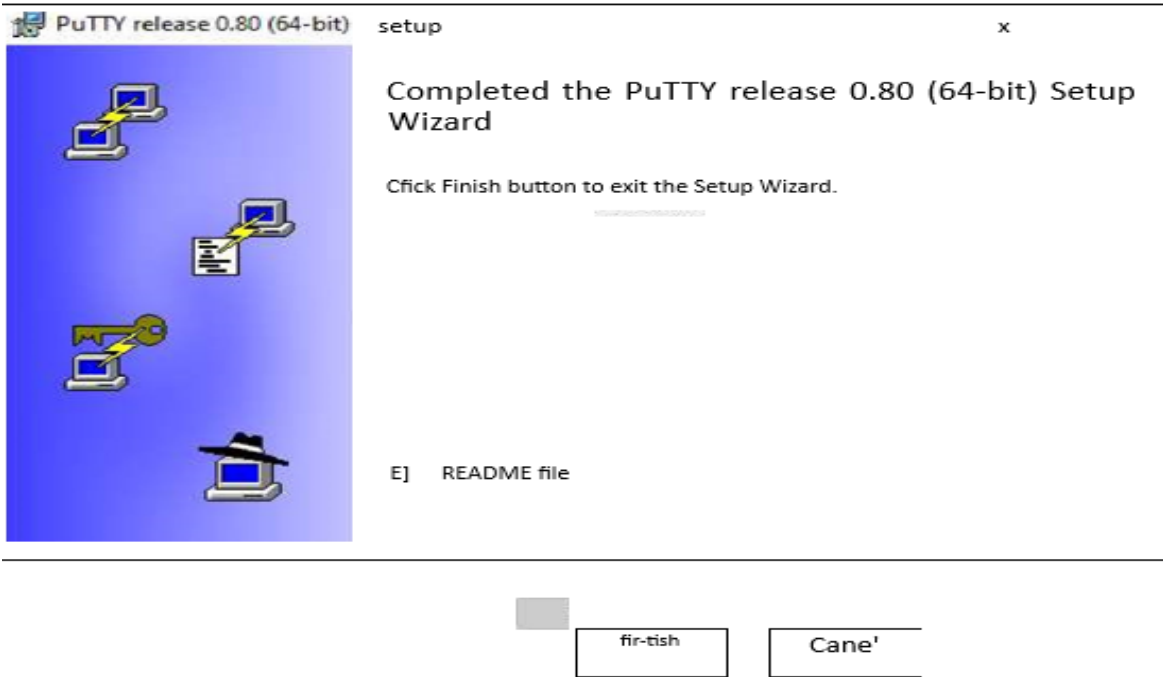 PuTTY release 0.80 (64-bit) setup x
Completed the PuTTY release 0.80 (64-bit) Setup
Wizard
Cfick Finish button to exit the Setup Wizard.
E] README file
fir-tish Cane'